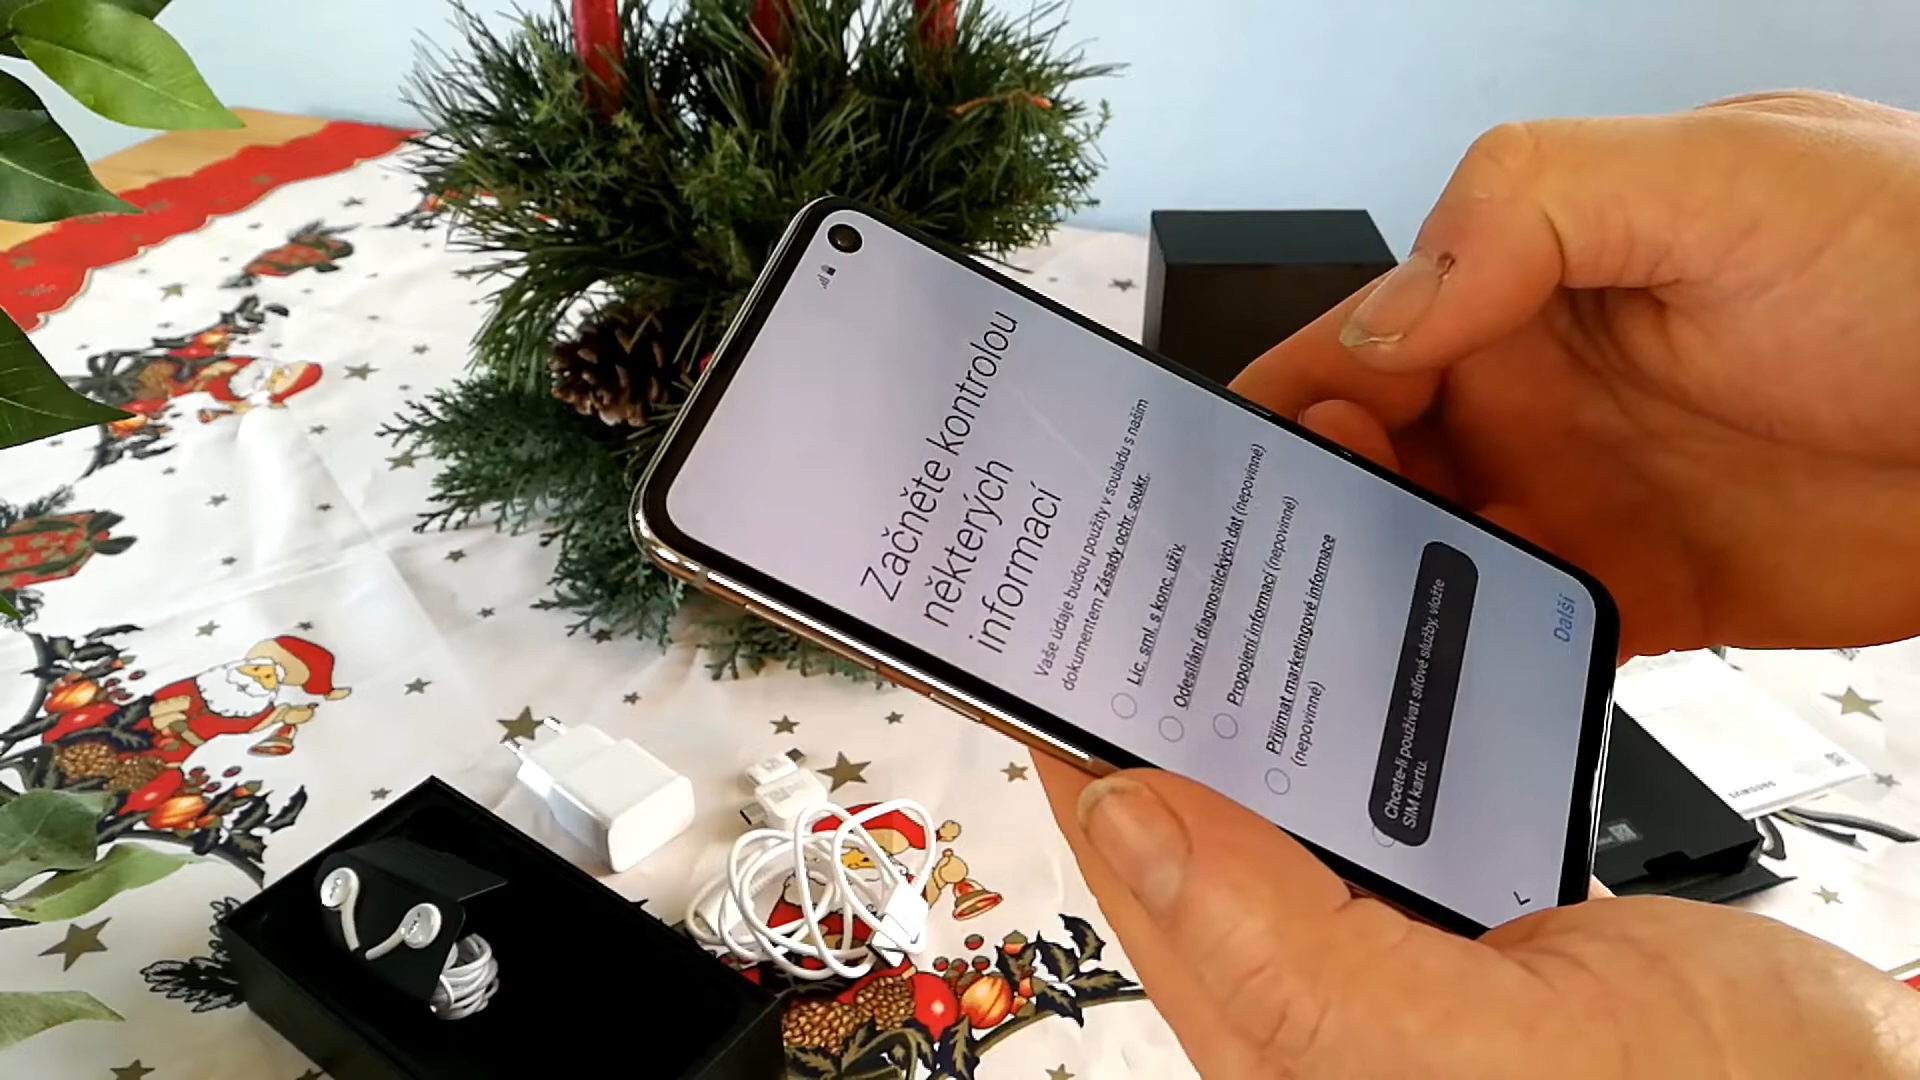 Začněte kontrolou
některých
informací
Vaše údaje budou použity v souladu s naším
dokumentem Zásady ochr. soukr.
Lic. sml. s konc. uživ.
Odesílání diagnostických dat (nepovinné)
Propojení informací (nepovinné)
Přijímat marketingové informace
(nepovinné)
Chcete-li používat síťové služby, vložte
SIM kartu.
Další
SAMSUNG